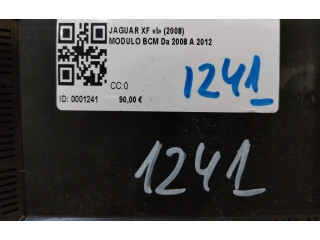 JAGUAR XF «I» (2008)
MODULO BCM Da 2008 A 2012
1241
CC:0
ID: 0001241 90,00 €
1241